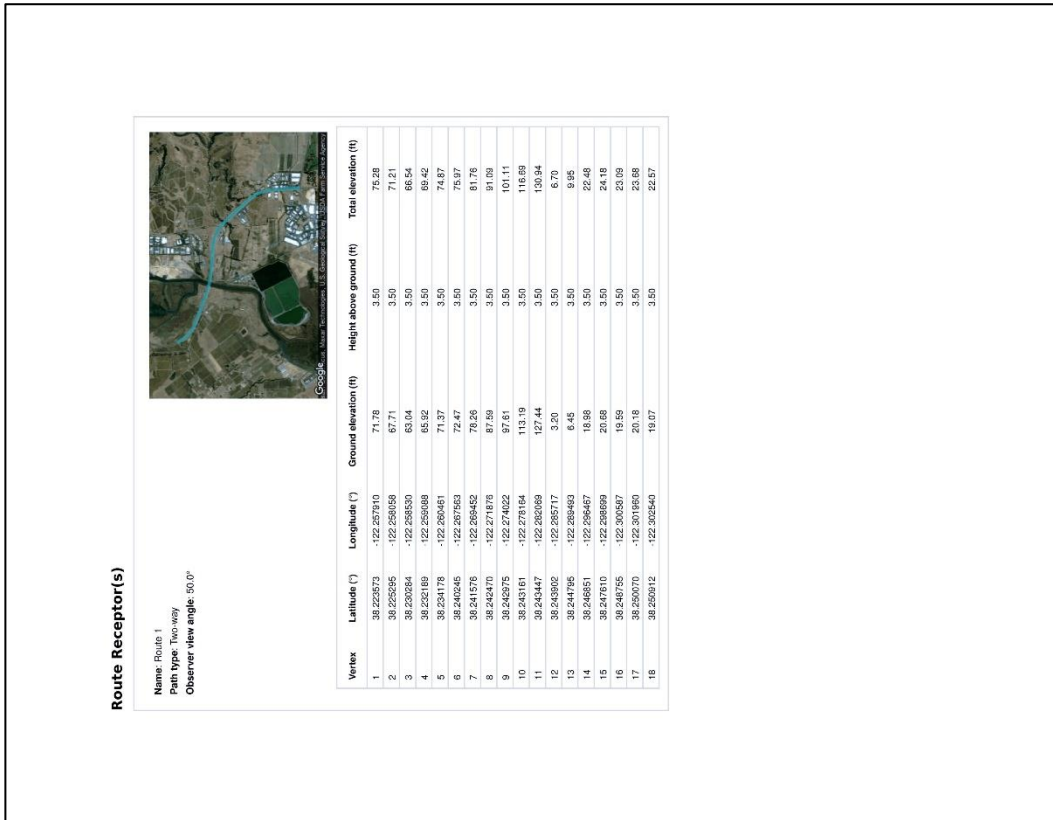 Route Receptor(s)
Name: Route 1
Path type: Two-way
Observer view angle: 50.0°
Google
Maxar Technologies, U.S. Geological Survey, USDA Farm Service Agency
Vertex Latitude (°) Longitude (°) Ground elevation (ft) Height above ground (ft) Total elevation (ft)
1 38.223573 -122.257910 71.78 3.50 75.28
2 38.225295 -122.258058 67.71 3.50 71.21
3 38.230284 -122.258530 63.04 3.50 66.54
4 38.232189 -122.259088 65.92 3.50 69.42
5 38.234178 -122.260461 71.37 3.50 74.87
6 38.240245 -122.267563 72.47 3.50 75.97
7 38.241576 -122.269452 78.26 3.50 81.76
8 38.242470 -122.271876 87.59 3.50 91.09
9 38.242975 -122.274022 97.61 3.50 101.11
10 38.243161 -122.278164 113.19 3.50 116.69
11 38.243447 -122.282069 127.44 3.50 130.94
12 38.243902 -122.285717 3.20 3.50 6.70
13 38.244795 -122.289493 6.45 3.50 9.95
14 38.246851 -122.296467 18.98 3.50 22.48
15 38.247610 -122.298699 20.68 3.50 24.18
16 38.248755 -122.300587 19.59 3.50 23.09
17 38.250070 -122.301960 20.18 3.50 23.68
18 38.250912 -122.302540 19.07 3.50 22.57